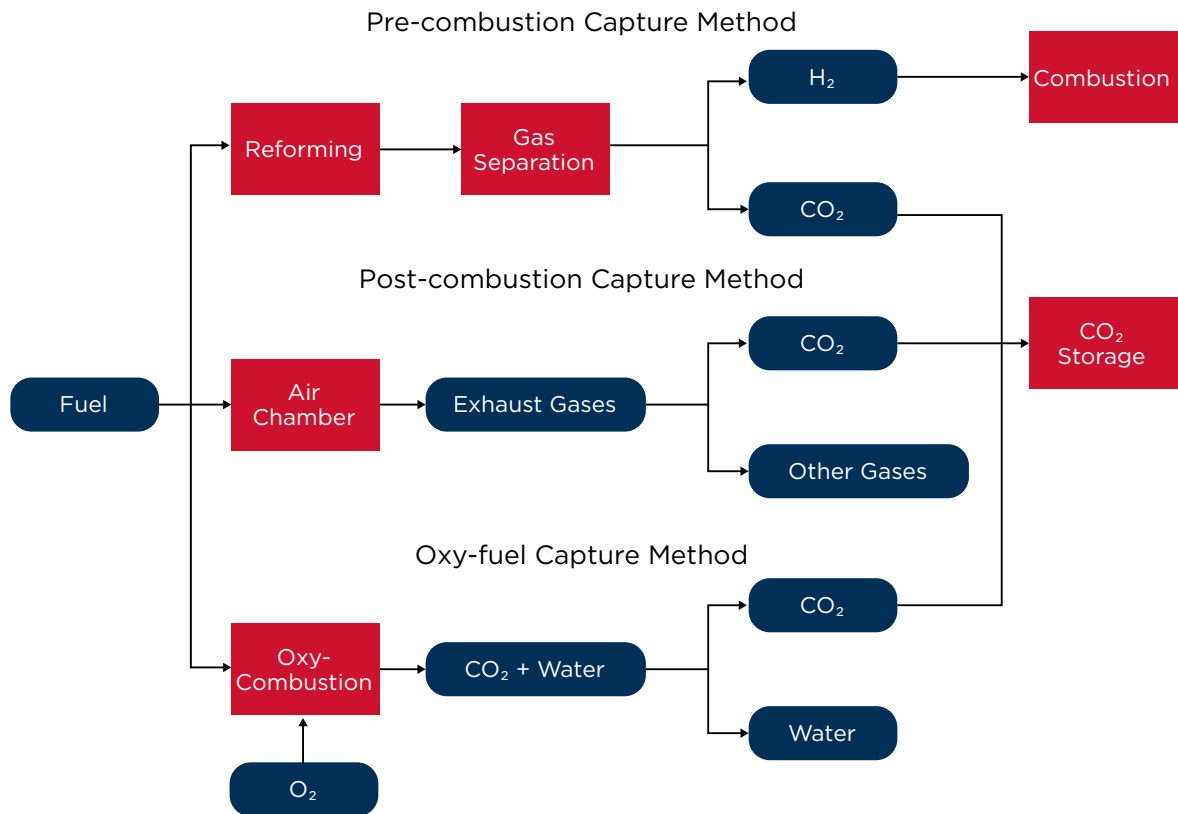 Pre-combustion Capture Method
H₂
Combustion
Reforming
Gas
Separation
CO₂
Post-combustion Capture Method
CO₂
CO₂
Storage
Fuel
Air
Chamber
Exhaust Gases
Other Gases
Oxy-fuel Capture Method
CO₂
Oxy-
Combustion
CO₂ + Water
Water
O₂